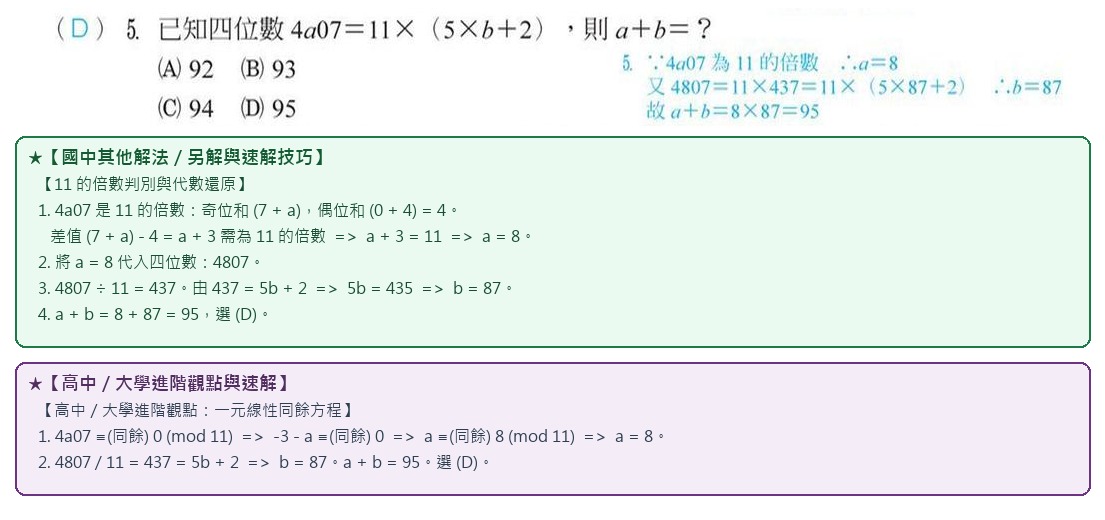 （D） 5. 已知四位數 4a07＝11×（5×b＋2），則 a＋b＝？
(A) 92 (B) 93
(C) 94 (D) 95
5. ∵4a07 為 11 的倍數 ∴a＝8
又 4807＝11×437＝11×（5×87＋2） ∴b＝87
故 a＋b＝8×87＝95
★【國中其他解法 / 另解與速解技巧】
【11 的倍數判別與代數還原】
1. 4a07 是 11 的倍數：奇位和 (7 + a)，偶位和 (0 + 4) = 4。
差值 (7 + a) - 4 = a + 3 需為 11 的倍數 => a + 3 = 11 => a = 8。
2. 將 a = 8 代入四位數：4807。
3. 4807 ÷ 11 = 437。由 437 = 5b + 2 => 5b = 435 => b = 87。
4. a + b = 8 + 87 = 95，選 (D)。
★【高中 / 大學進階觀點與速解】
【高中 / 大學進階觀點：一元線性同餘方程】
1. 4a07 ≡(同餘) 0 (mod 11) => -3 - a ≡(同餘) 0 => a ≡(同餘) 8 (mod 11) => a = 8。
2. 4807 / 11 = 437 = 5b + 2 => b = 87。a + b = 95。選 (D)。